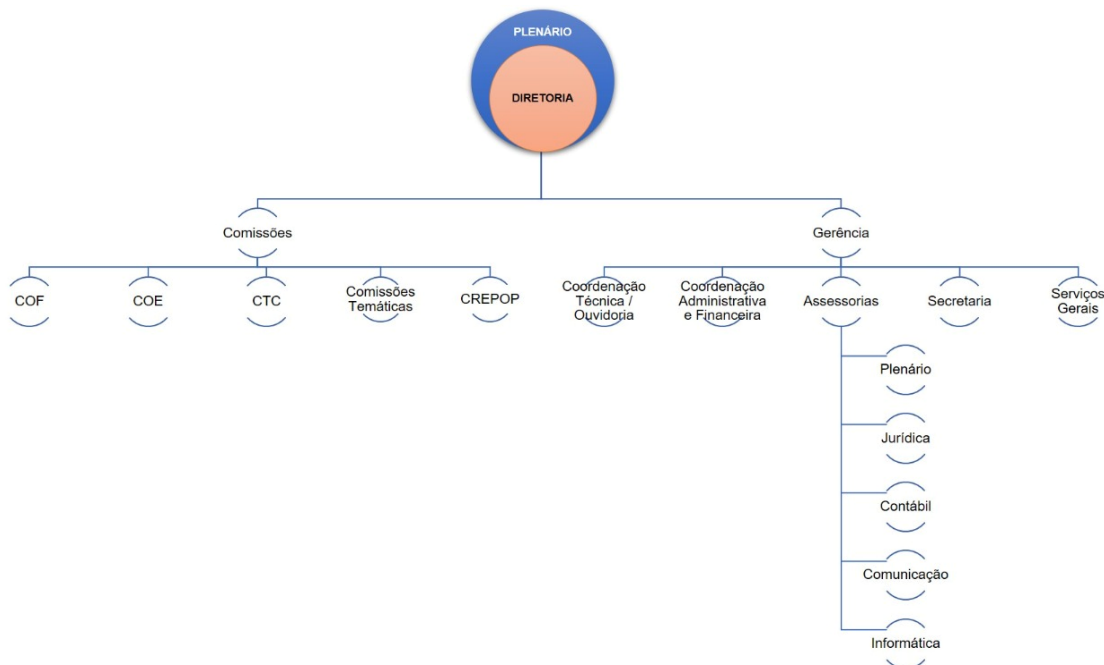 PLENÁRIO
DIRETORIA
Comissões
Gerência
COF
COE
CTC
Comissões
Temáticas
CREPOP
Coordenação
Técnica /
Ouvidoria
Coordenação
Administrativa
e Financeira
Assessorias
Secretaria
Serviços
Gerais
Plenário
Jurídica
Contábil
Comunicação
Informática